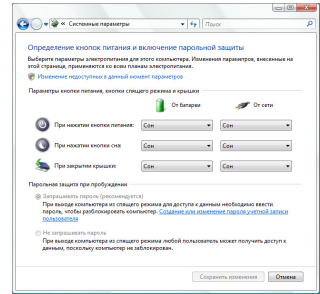 « Системные параметры
Поиск
Определение кнопок питания и включение парольной защиты
Выберите параметры питания для этого компьютера. Изменения параметров, внесенные на
этой странице, применяются ко всем планам электропитания.
Изменение недоступных в данный момент параметров
Параметры кнопки питания, кнопки спящего режима и крышки
От батареи От сети
При нажатии кнопки питания: Сон Сон
При нажатии кнопки сна: Сон Сон
При закрытии крышки: Сон Сон
Парольная защита при пробуждении
Запрашивать пароль (рекомендуется)
При выходе компьютера из спящего режима для доступа к данным необходимо ввести
пароль, чтобы разблокировать компьютер. Создание или изменение пароля учетной записи
пользователя
Не запрашивать пароль
При выходе компьютера из спящего режима любой пользователь может получить доступ к
данным, поскольку компьютер не заблокирован.
Сохранить изменения Отмена